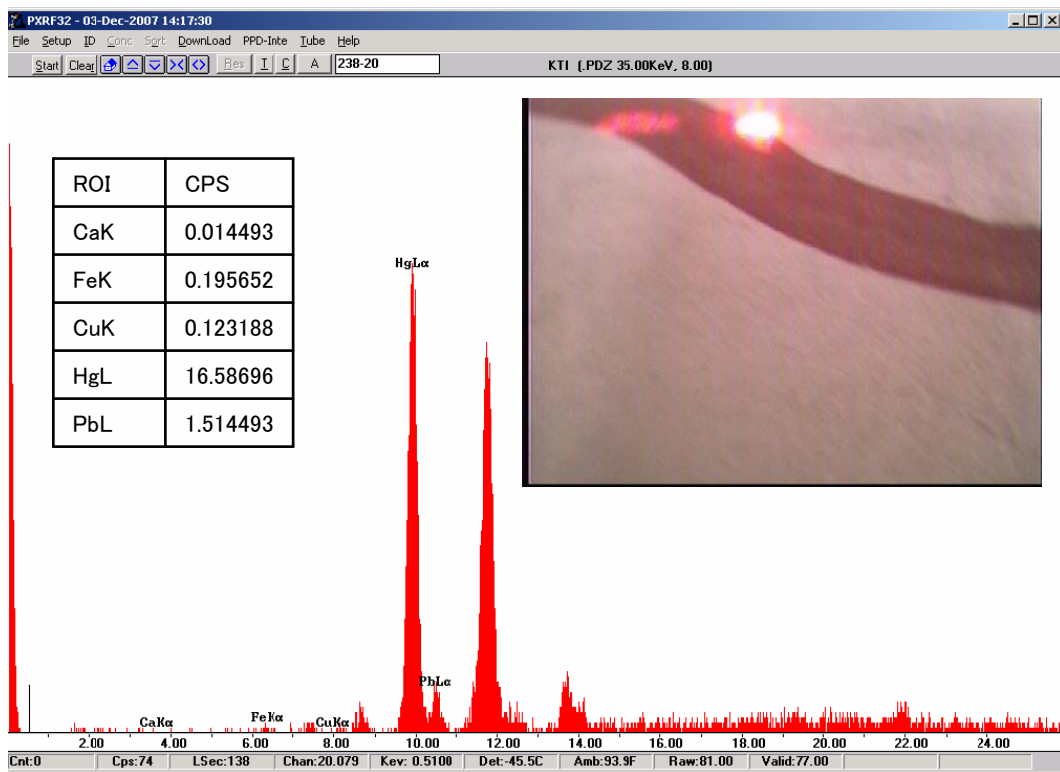 PXRF32 - 03-Dec-2007 14:17:30
File Setup ID Conc Sort DownLoad PPD-Inte Tube Help
Start Clear Res I C A 238-20 KTI (.PDZ 35.00KeV, 8.00)
ROI CPS
CaK 0.014493
FeK 0.195652
CuK 0.123188
HgL 16.58696
PbL 1.514493
HgLα
PbLα
CaKα FeKα CuKα
2.00 4.00 6.00 8.00 10.00 12.00 14.00 16.00 18.00 20.00 22.00 24.00
Cnt:0 Cps:74 LSec:138 Chan:20.079 Kev: 0.5100 Det:-45.5C Amb:93.9F Raw:81.00 Valid:77.00